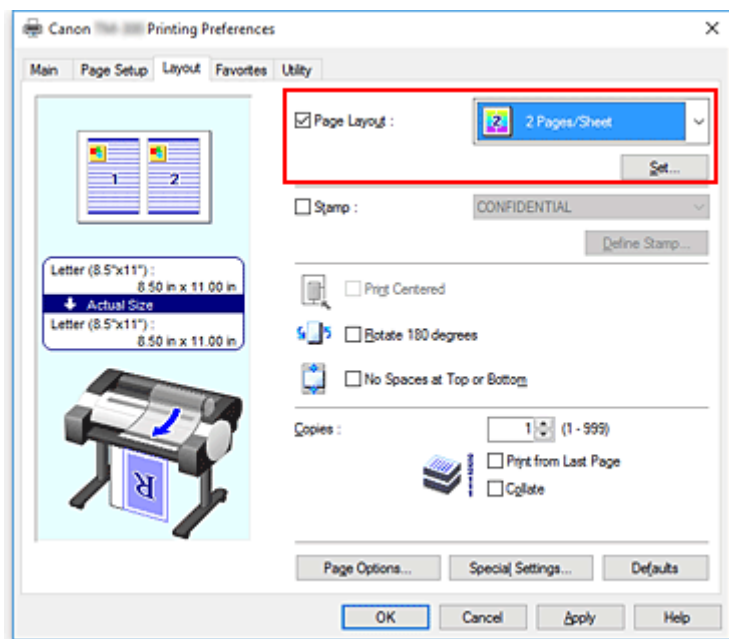 Canon Printing Preferences
Main Page Setup Layout Favorites Utility
1 2
Letter (8.5"x11") :
8.50 in x 11.00 in
Actual Size
Letter (8.5"x11") :
8.50 in x 11.00 in
R
Page Layout : 2 2 Pages/Sheet
Set...
Stamp : CONFIDENTIAL
Define Stamp...
Print Centered
Rotate 180 degrees
No Spaces at Top or Bottom
Copies : 1 (1 - 999)
Print from Last Page
Collate
Page Options... Special Settings... Defaults
OK Cancel Apply Help